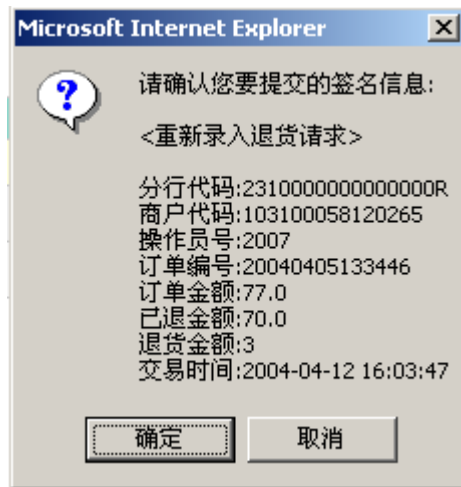 Microsoft Internet Explorer
请确认您要提交的签名信息:
<重新录入退货请求>
分行代码:2310000000000000R
商户代码:103100058120265
操作员号:2007
订单编号:20040405133446
订单金额:77.0
已退金额:70.0
退货金额:3
交易时间:2004-04-12 16:03:47
确定
取消